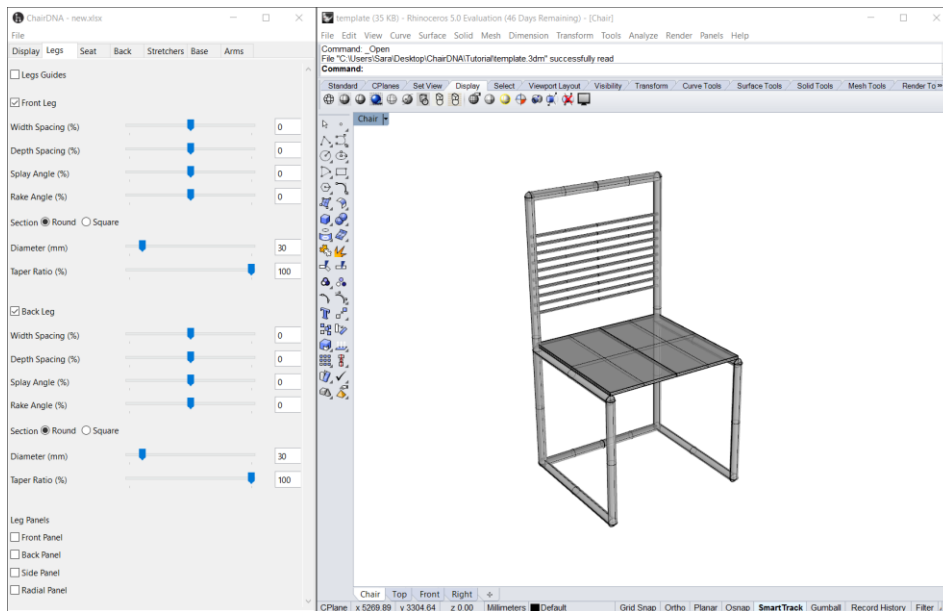 ChairDNA - new.xlsx
File
Display Legs Seat Back Stretchers Base Arms
Legs Guides
Front Leg
Width Spacing (%) 0
Depth Spacing (%) 0
Splay Angle (%) 0
Rake Angle (%) 0
Section Round Square
Diameter (mm) 30
Taper Ratio (%) 100
Back Leg
Width Spacing (%) 0
Depth Spacing (%) 0
Splay Angle (%) 0
Rake Angle (%) 0
Section Round Square
Diameter (mm) 30
Taper Ratio (%) 100
Leg Panels
Front Panel
Back Panel
Side Panel
Radial Panel
template (35 KB) - Rhinoceros 5.0 Evaluation (46 Days Remaining) - [Chair]
File Edit View Curve Surface Solid Mesh Dimension Transform Tools Analyze Render Panels Help
Command: _Open
File "C:\Users\Sara\Desktop\ChairDNA\Tutorial\template.3dm" successfully read
Command:
Standard CPlanes Set View Display Select Viewport Layout Visibility Transform Curve Tools Surface Tools Solid Tools Mesh Tools Render To
Chair
Chair Top Front Right
CPlane x 5269.89 y 3304.64 z 0.00 Millimeters Default Grid Snap Ortho Planar Osnap SmartTrack Gumball Record History Filter